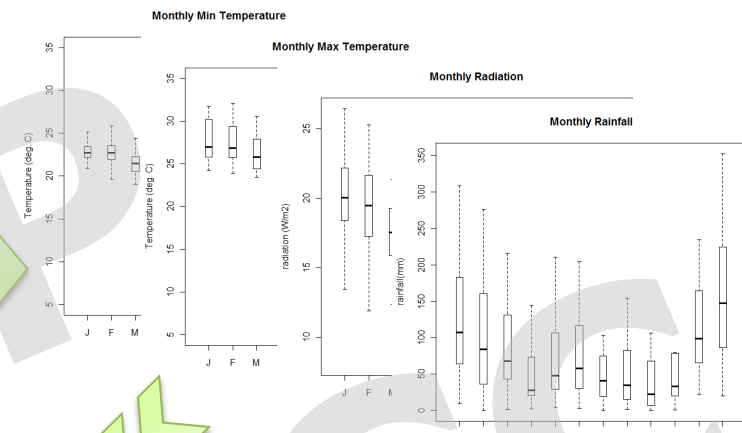 Monthly Min Temperature
Temperature (deg. C)
35
30
25
20
15
10
5
J F M
Monthly Max Temperature
Temperature (deg. C)
35
30
25
20
15
10
5
J F M
Monthly Radiation
radiation (W/m2)
25
20
15
10
J F
Monthly Rainfall
rainfall(mm)
350
300
250
200
150
100
50
0